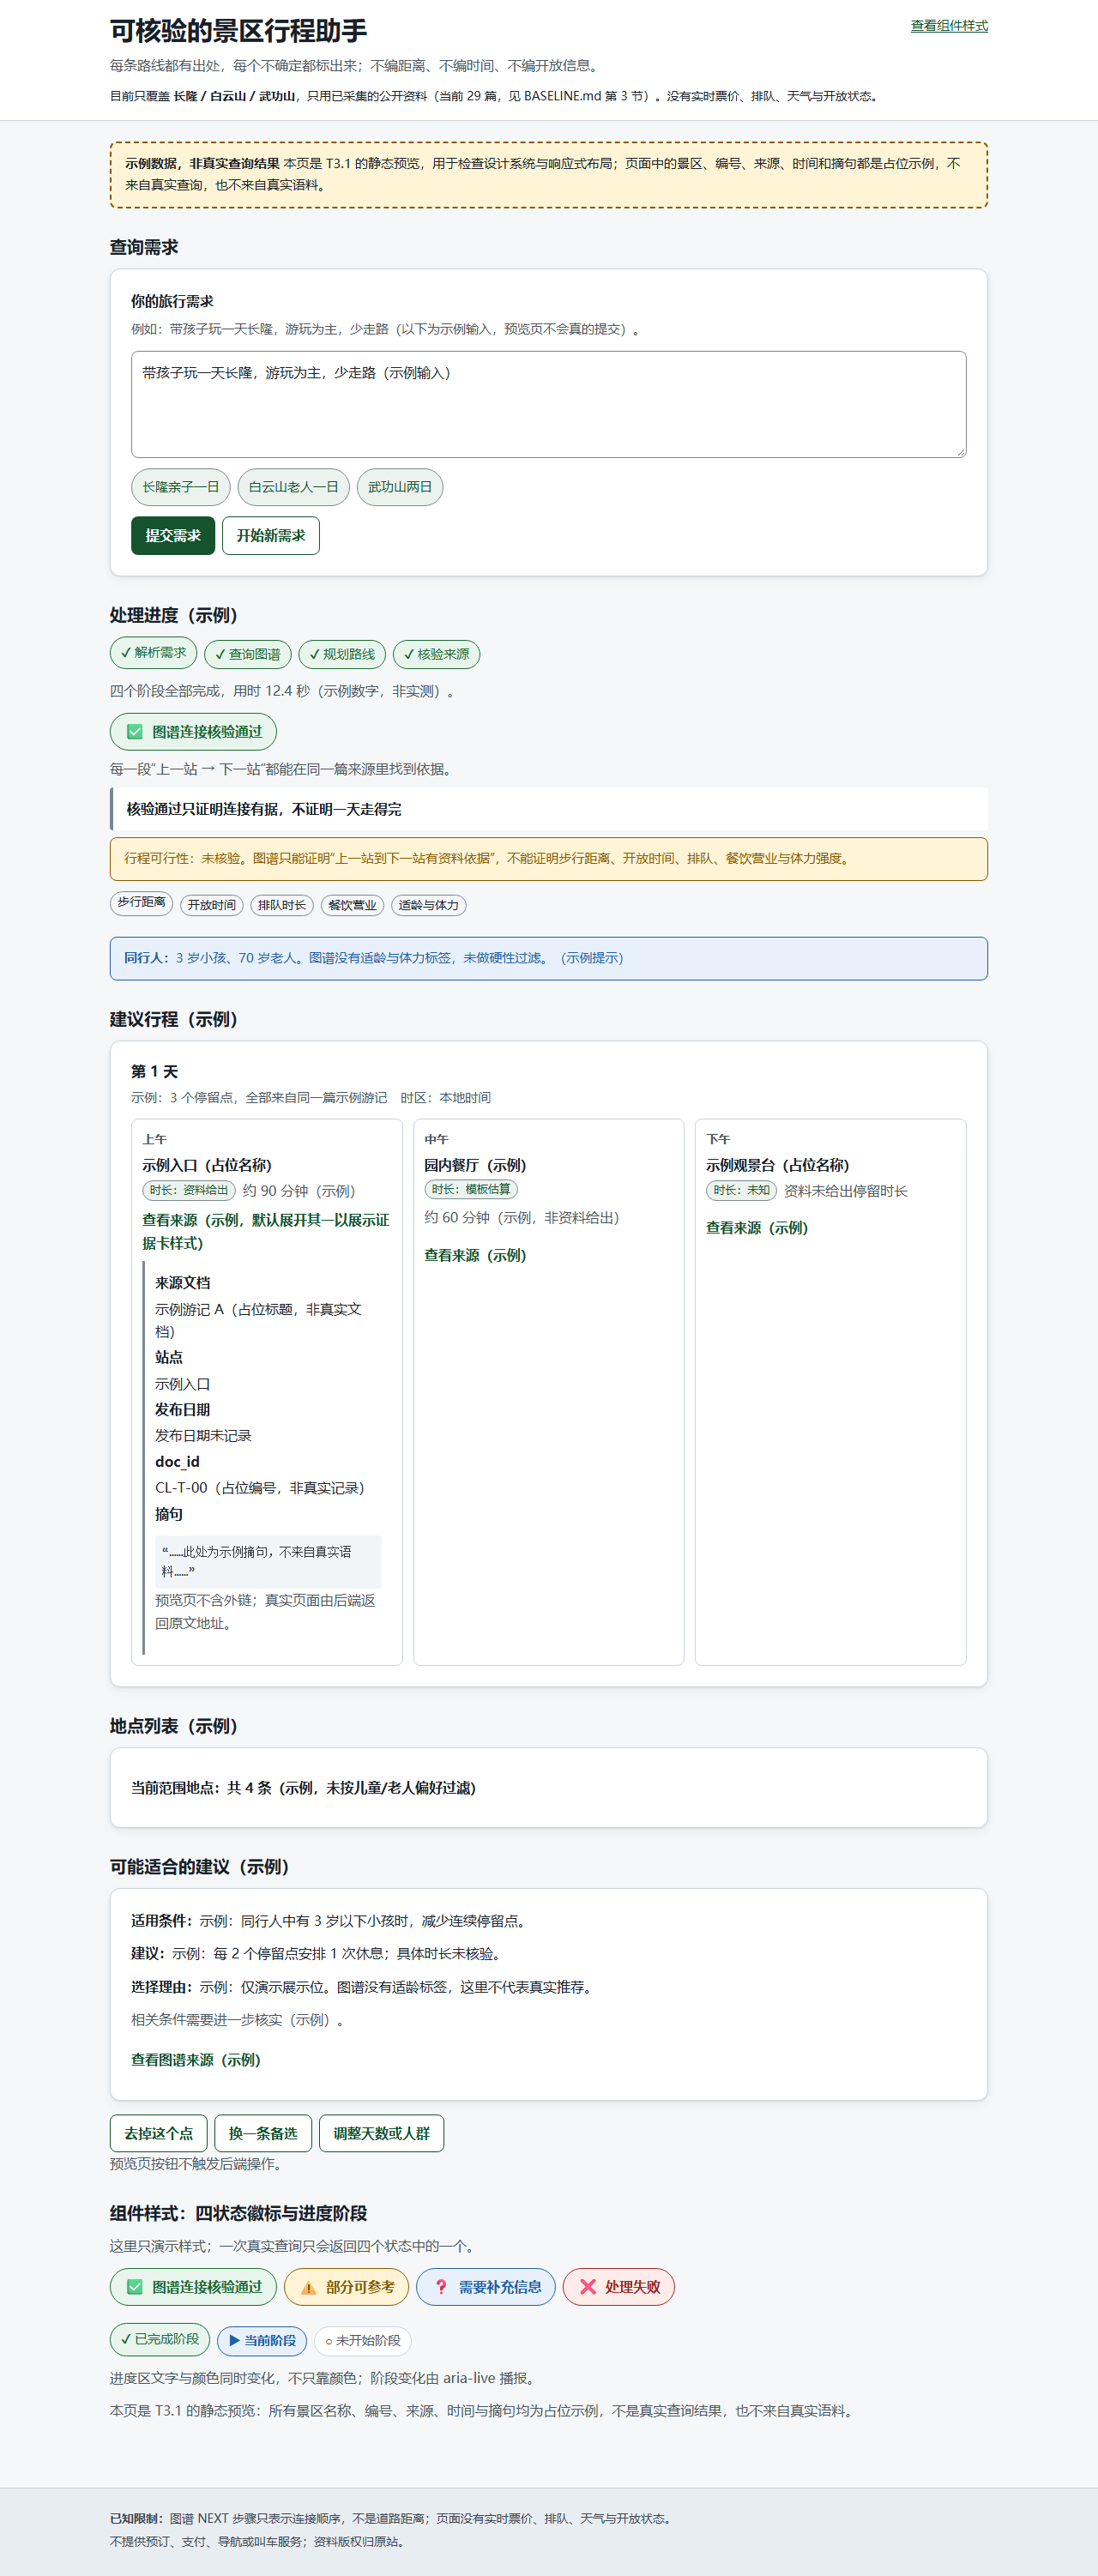 可核验的景区行程助手
查看组件样式
每条路线都有出处，每个不确定都标出来；不编距离、不编时间、不编开放信息。
目前只覆盖 长隆 / 白云山 / 武功山，只用已采集的公开资料（当前 29 篇，见 BASELINE.md 第 3 节）。没有实时票价、排队、天气与开放状态。
示例数据，非真实查询结果 本页是 T3.1 的静态预览，用于检查设计系统与响应式布局；页面中的景区、编号、来源、时间和摘句都是占位示例，不
来自真实查询，也不来自真实语料。
查询需求
你的旅行需求
例如：带孩子玩一天长隆，游玩为主，少走路（以下为示例输入，预览页不会真的提交）。
带孩子玩一天长隆，游玩为主，少走路（示例输入）
长隆亲子一日 白云山老人一日 武功山两日
提交需求 开始新需求
处理进度（示例）
✓ 解析需求 ✓ 查询图谱 ✓ 规划路线 ✓ 核验来源
四个阶段全部完成，用时 12.4 秒（示例数字，非实测）。
✅ 图谱连接核验通过
每一段“上一站 → 下一站”都能在同一篇来源里找到依据。
核验通过只证明连接有据，不证明一天走得完
行程可行性：未核验。图谱只能证明“上一站到下一站有资料依据”，不能证明步行距离、开放时间、排队、餐饮营业与体力强度。
步行距离 开放时间 排队时长 餐饮营业 适龄与体力
同行人：3 岁小孩、70 岁老人。图谱没有适龄与体力标签，未做硬性过滤。（示例提示）
建议行程（示例）
第 1 天
示例：3 个停留点，全部来自同一篇示例游记 时区：本地时间
上午
示例入口（占位名称）
时长：资料给出 约 90 分钟（示例）
查看来源（示例，默认展开其一以展示证
据卡样式）
来源文档
示例游记 A（占位标题，非真实文
档）
站点
示例入口
发布日期
发布日期未记录
doc_id
CL-T-00（占位编号，非真实记录）
摘句
“……此处为示例摘句，不来自真实语
料……”
预览页不含外链；真实页面由后端返
回原文地址。
中午
园内餐厅（示例）
时长：模板估算
约 60 分钟（示例，非资料给出）
查看来源（示例）
下午
示例观景台（占位名称）
时长：未知 资料未给出停留时长
查看来源（示例）
地点列表（示例）
当前范围地点：共 4 条（示例，未按儿童/老人偏好过滤）
可能适合的建议（示例）
适用条件：示例：同行人中有 3 岁以下小孩时，减少连续停留点。
建议：示例：每 2 个停留点安排 1 次休息；具体时长未核验。
选择理由：示例：仅演示展示位。图谱没有适龄标签，这里不代表真实推荐。
相关条件需要进一步核实（示例）。
查看图谱来源（示例）
去掉这个点 换一条备选 调整天数或人群
预览页按钮不触发后端操作。
组件样式：四状态徽标与进度阶段
这里只演示样式；一次真实查询只会返回四个状态中的一个。
✅ 图谱连接核验通过 ⚠️ 部分可参考 ❓ 需要补充信息 ❌ 处理失败
✓ 已完成阶段 ▶ 当前阶段 ○ 未开始阶段
进度区文字与颜色同时变化，不只靠颜色；阶段变化由 aria-live 播报。
本页是 T3.1 的静态预览：所有景区名称、编号、来源、时间与摘句均为占位示例，不是真实查询结果，也不来自真实语料。
已知限制：图谱 NEXT 步骤只表示连接顺序，不是道路距离；页面没有实时票价、排队、天气与开放状态。
不提供预订、支付、导航或叫车服务；资料版权归原站。